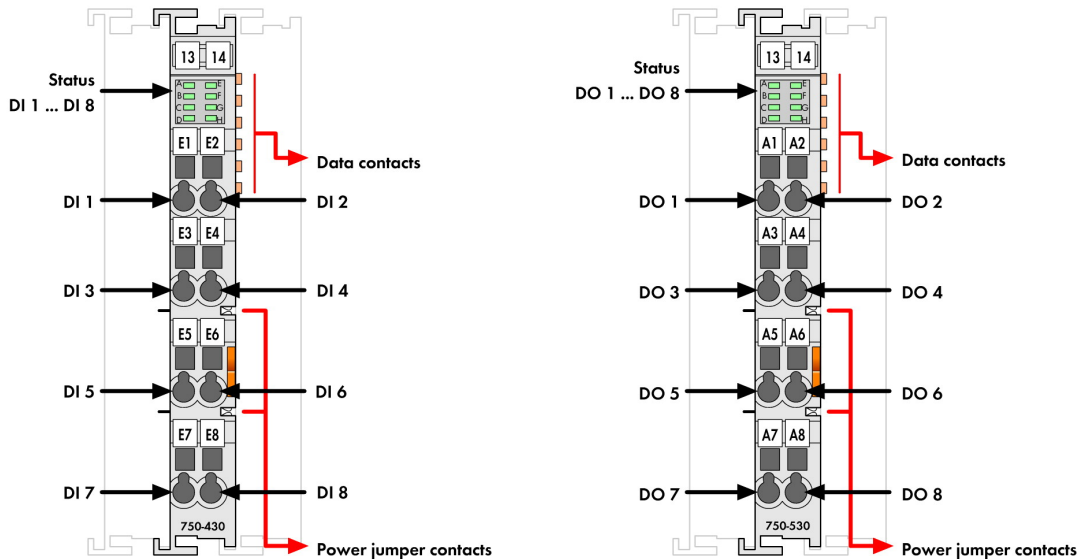 13 14
Status
DI 1 ... DI 8
A E
B F
C G
D H
E1 E2
Data contacts
DI 1
DI 2
E3 E4
DI 3
DI 4
E5 E6
DI 5
DI 6
E7 E8
DI 7
DI 8
750-430
Power jumper contacts
13 14
Status
DO 1 ... DO 8
A E
B F
C G
D H
A1 A2
Data contacts
DO 1
DO 2
A3 A4
DO 3
DO 4
A5 A6
DO 5
DO 6
A7 A8
DO 7
DO 8
750-530
Power jumper contacts